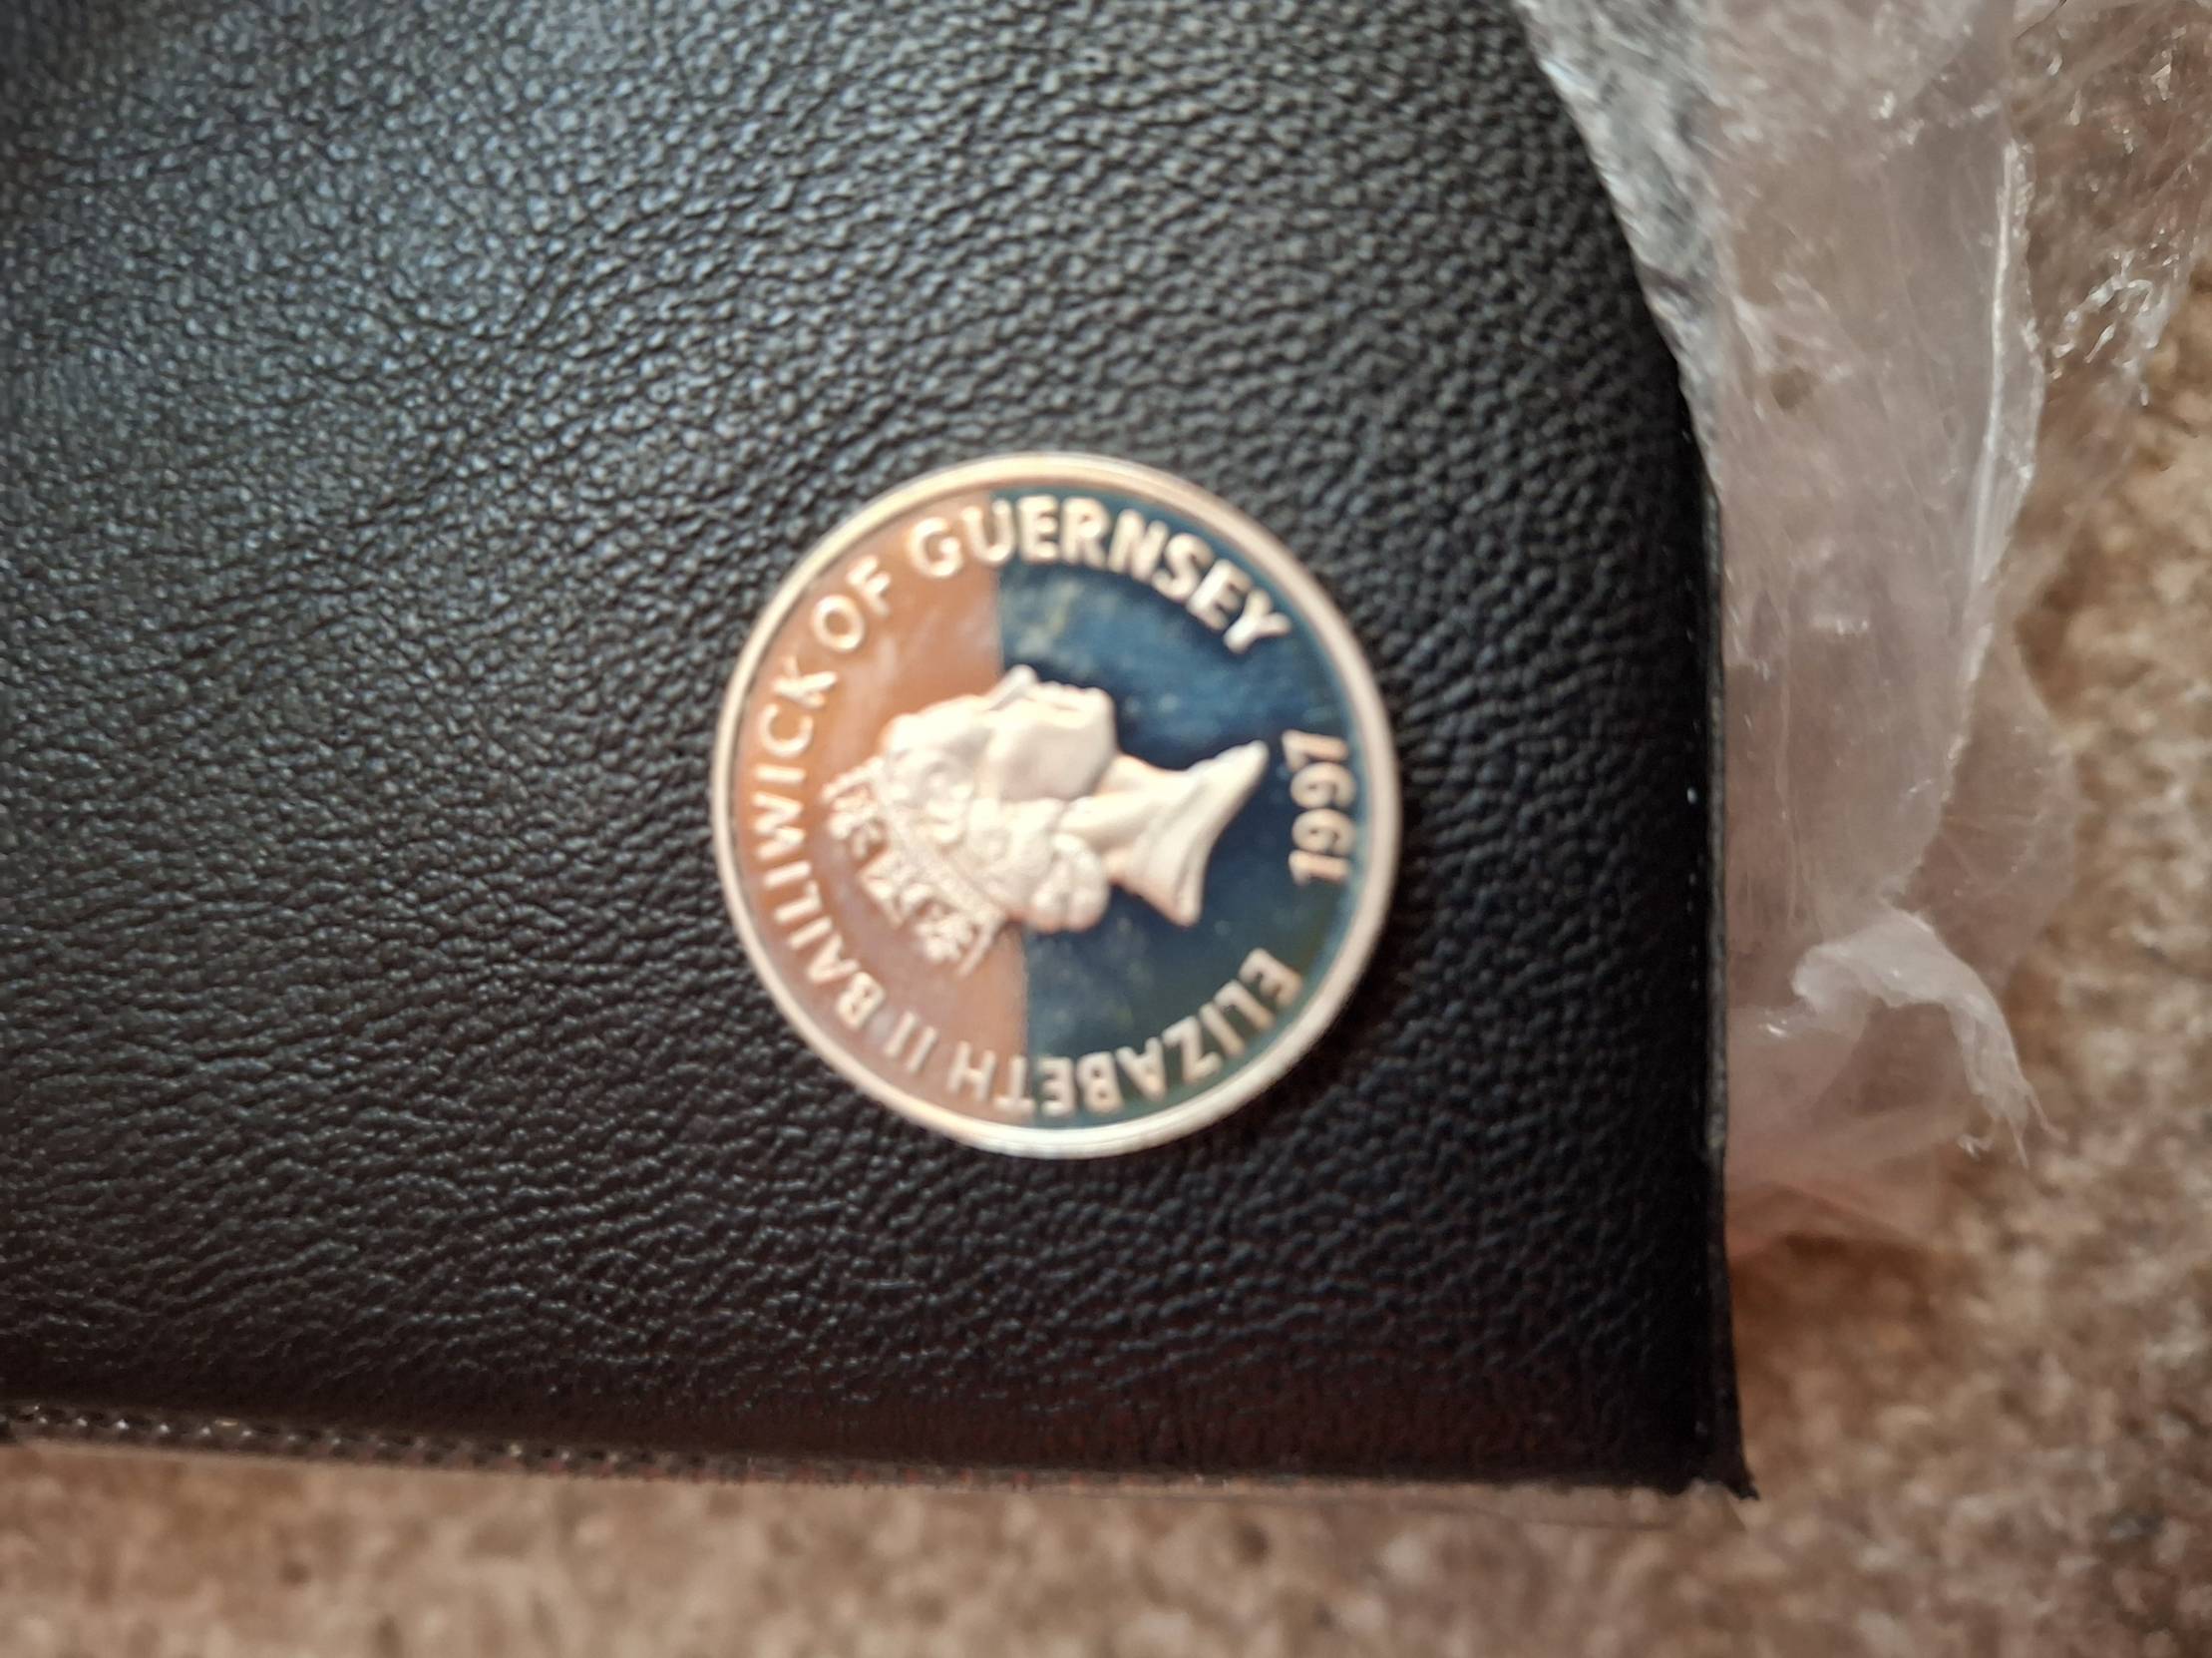 ELIZABETH II BAILIWICK OF GUERNSEY
1997